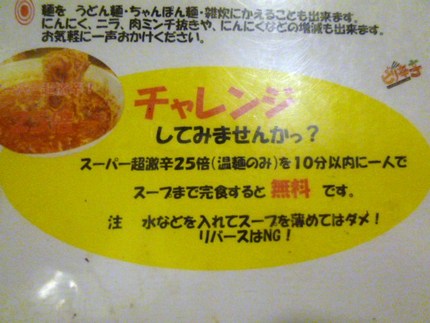 麺を うどん麺・ちゃんぽん麺・雑炊にかえることも出来ます。
にんにく、ニラ、肉ミンチ抜きや、にんにくなどの増減も出来ます。
お気軽に一声おかけください。
チャレンジ
してみませんかっ？
スーパー超激辛25倍（温麺のみ）を10分以内に一人で
スープまで完食すると 無料 です。
注 水などを入れてスープを薄めてはダメ！
リバースはNG！